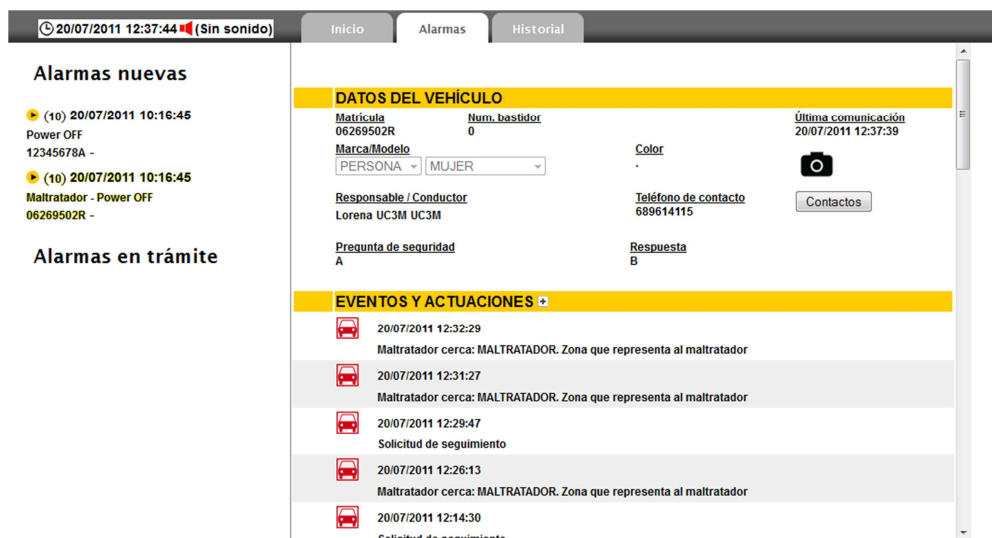 20/07/2011 12:37:44 (Sin sonido)
Inicio
Alarmas
Historial
Alarmas nuevas
(10) 20/07/2011 10:16:45
Power OFF
12345678A -
(10) 20/07/2011 10:16:45
Maltratador - Power OFF
06269502R -
Alarmas en trámite
DATOS DEL VEHÍCULO
Matrícula Num. bastidor Última comunicación
06269502R 0 20/07/2011 12:37:39
Marca/Modelo Color
PERSONA MUJER .
Responsable / Conductor Teléfono de contacto
Lorena UC3M UC3M 689614115
Contactos
Pregunta de seguridad Respuesta
A B
EVENTOS Y ACTUACIONES
20/07/2011 12:32:29
Maltratador cerca: MALTRATADOR. Zona que representa al maltratador
20/07/2011 12:31:27
Maltratador cerca: MALTRATADOR. Zona que representa al maltratador
20/07/2011 12:29:47
Solicitud de seguimiento
20/07/2011 12:26:13
Maltratador cerca: MALTRATADOR. Zona que representa al maltratador
20/07/2011 12:14:30
Solicitud de seguimiento